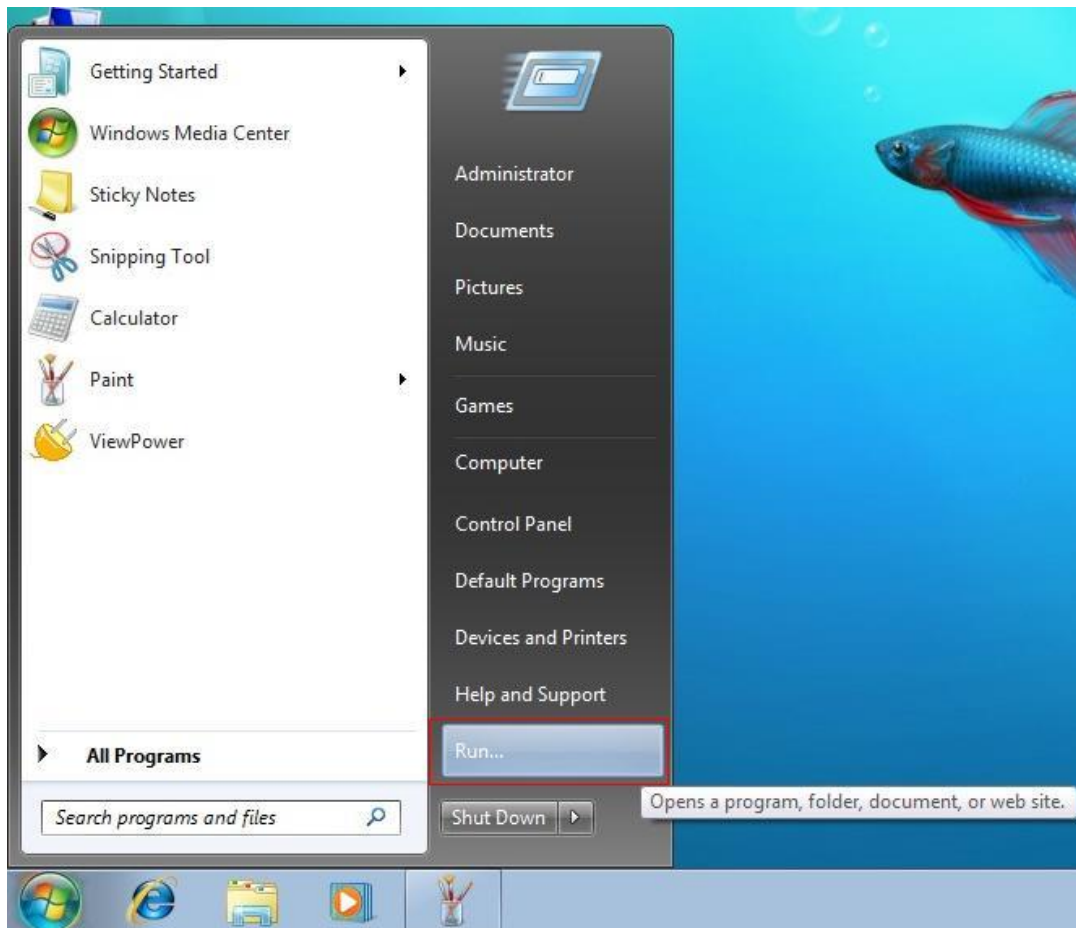 Getting Started
Windows Media Center
Sticky Notes
Snipping Tool
Calculator
Paint
ViewPower
All Programs
Search programs and files
Administrator
Documents
Pictures
Music
Games
Computer
Control Panel
Default Programs
Devices and Printers
Help and Support
Run...
Shut Down
Opens a program, folder, document, or web site.